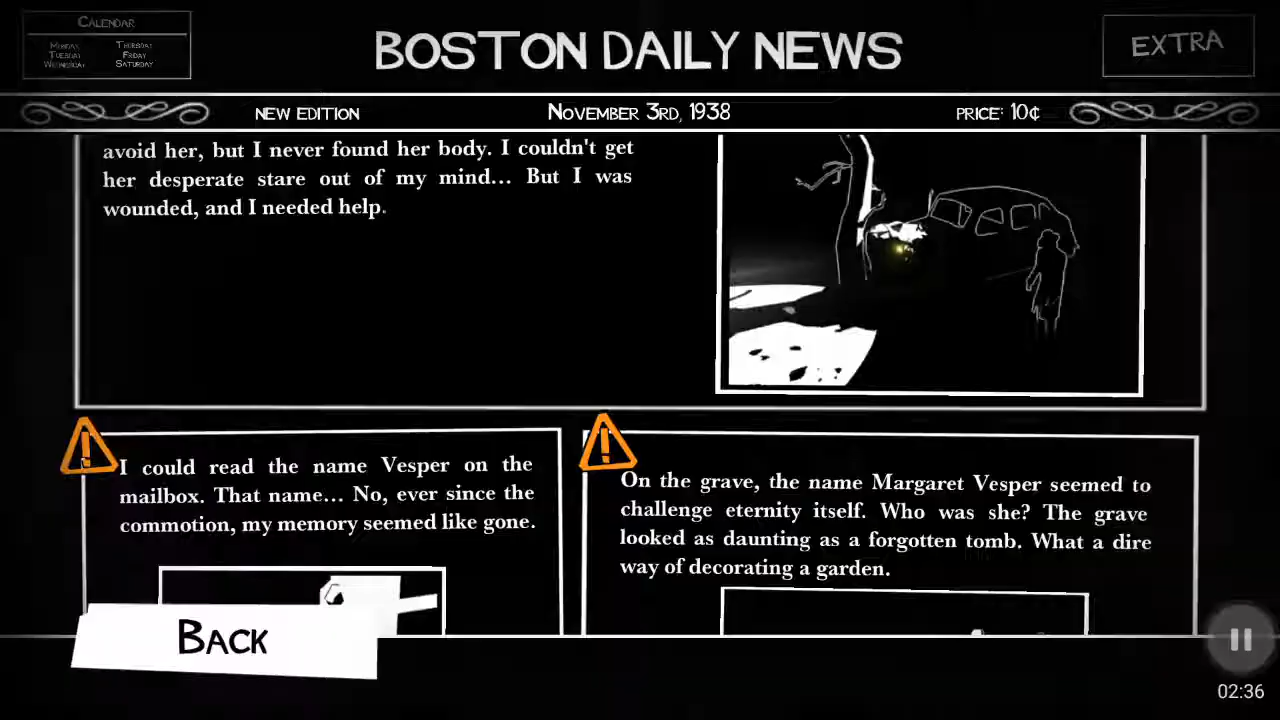 CALENDAR
MONDAY THURSDAY
TUESDAY FRIDAY
WEDNESDAY SATURDAY
BOSTON DAILY NEWS
EXTRA
NEW EDITION
NOVEMBER 3RD, 1938
PRICE: 10¢
avoid her, but I never found her body. I couldn't get
her desperate stare out of my mind... But I was
wounded, and I needed help.
I could read the name Vesper on the
mailbox. That name... No, ever since the
commotion, my memory seemed like gone.
On the grave, the name Margaret Vesper seemed to
challenge eternity itself. Who was she? The grave
looked as daunting as a forgotten tomb. What a dire
way of decorating a garden.
BACK
02:36